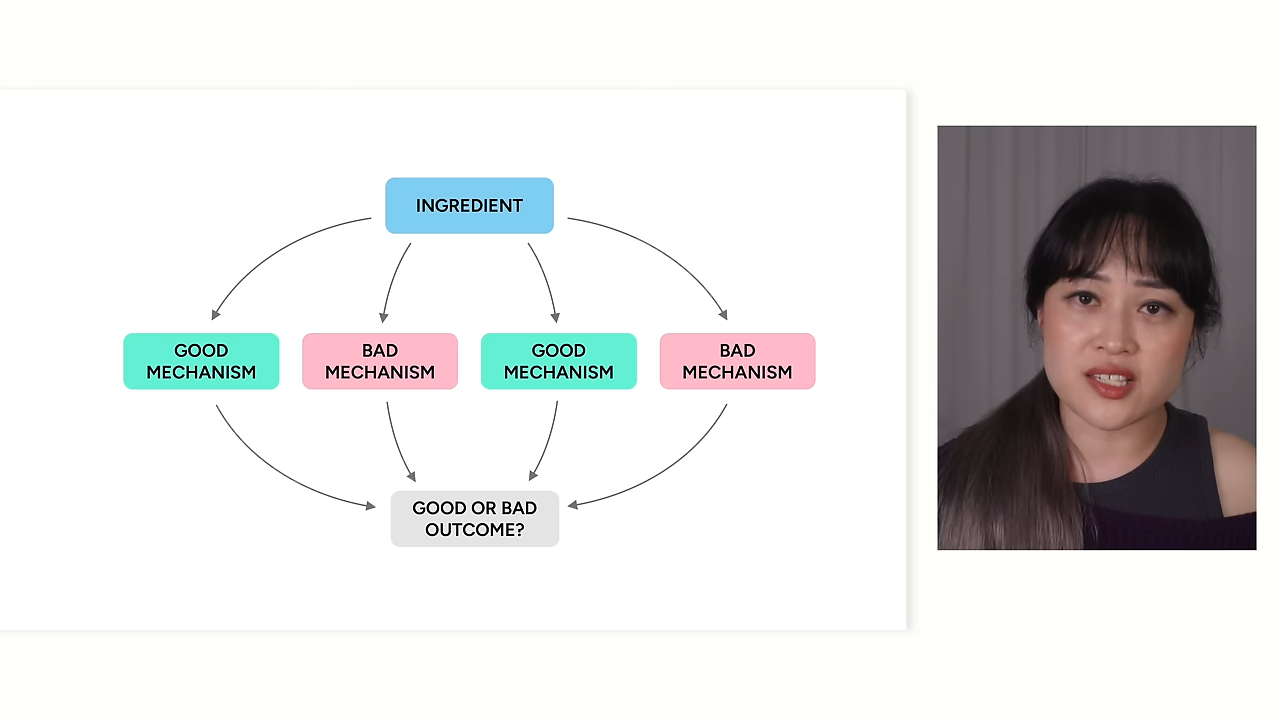 INGREDIENT
GOOD
MECHANISM
BAD
MECHANISM
GOOD
MECHANISM
BAD
MECHANISM
GOOD OR BAD
OUTCOME?